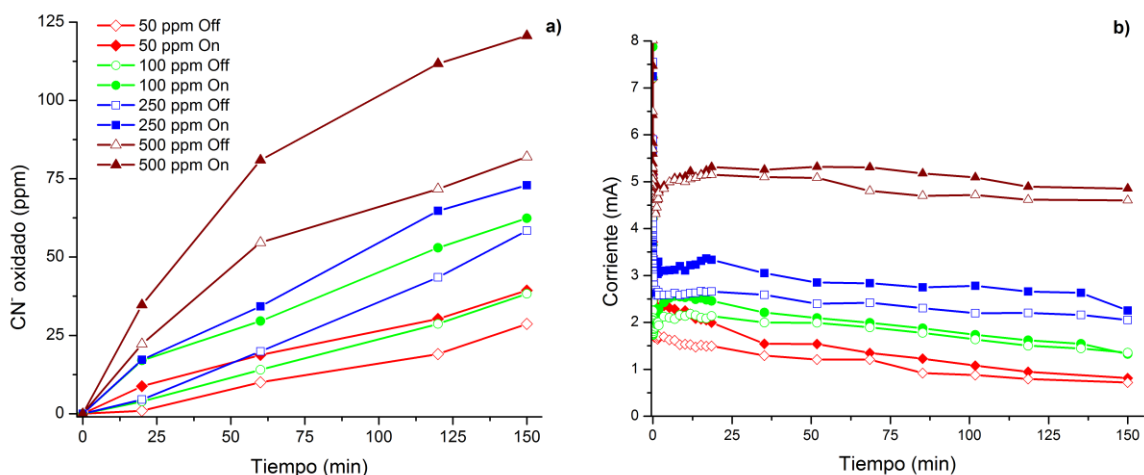 a)
125
100
75
50
25
0
CN⁻ oxidado (ppm)
50 ppm Off
50 ppm On
100 ppm Off
100 ppm On
250 ppm Off
250 ppm On
500 ppm Off
500 ppm On
0 25 50 75 100 125 150
Tiempo (min)
b)
8
7
6
5
4
3
2
1
0
Corriente (mA)
0 25 50 75 100 125 150
Tiempo (min)